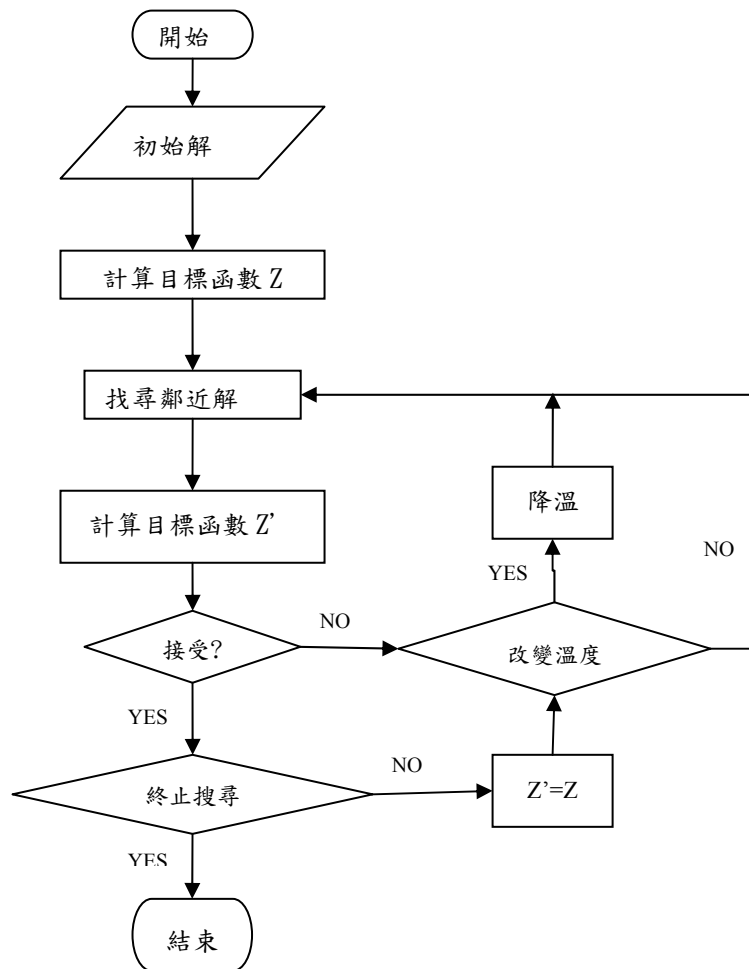 開始
初始解
計算目標函數 Z
找尋鄰近解
計算目標函數 Z’
降溫
YES
NO
接受?
NO
改變溫度
YES
終止搜尋
NO
Z’=Z
YES
結束